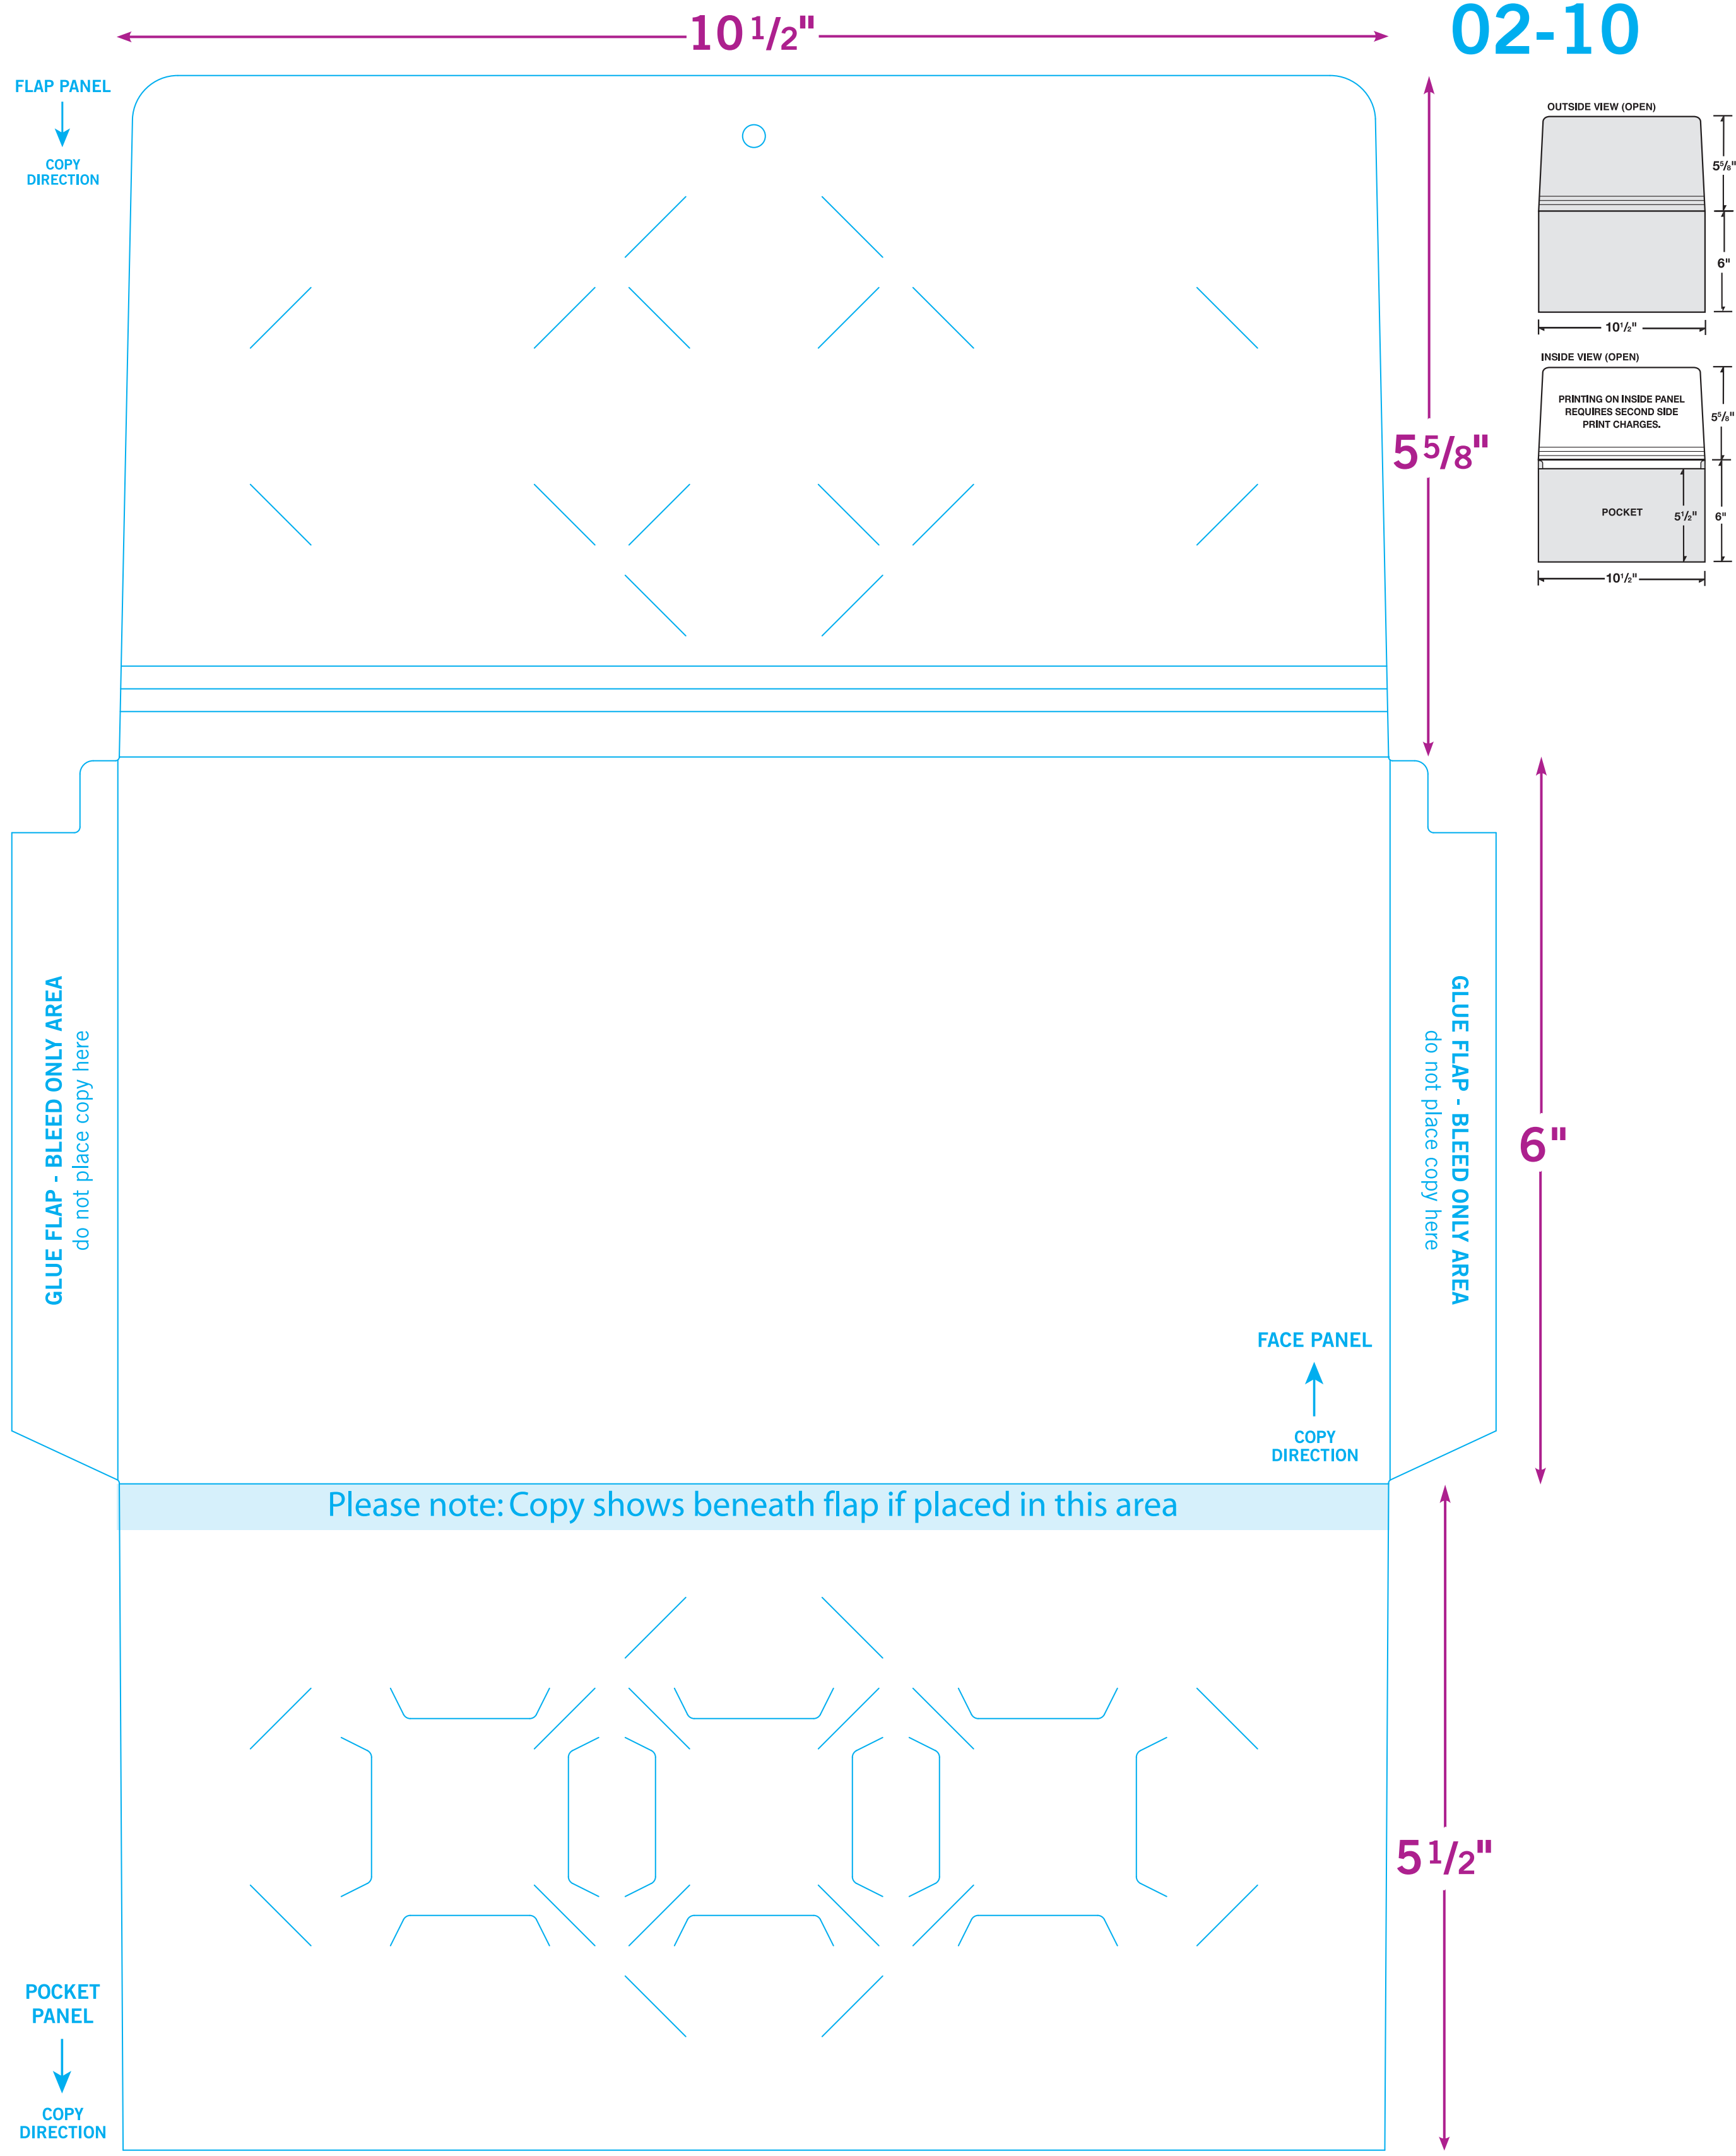 10 1/2"
02-10
FLAP PANEL
COPY
DIRECTION
OUTSIDE VIEW (OPEN)
5 5/8"
6"
10 1/2"
INSIDE VIEW (OPEN)
PRINTING ON INSIDE PANEL
REQUIRES SECOND SIDE
PRINT CHARGES.
5 5/8"
POCKET
5 1/2"
6"
10 1/2"
5 5/8"
GLUE FLAP - BLEED ONLY AREA
do not place copy here
GLUE FLAP - BLEED ONLY AREA
do not place copy here
6"
FACE PANEL
COPY
DIRECTION
Please note: Copy shows beneath flap if placed in this area
5 1/2"
POCKET
PANEL
COPY
DIRECTION